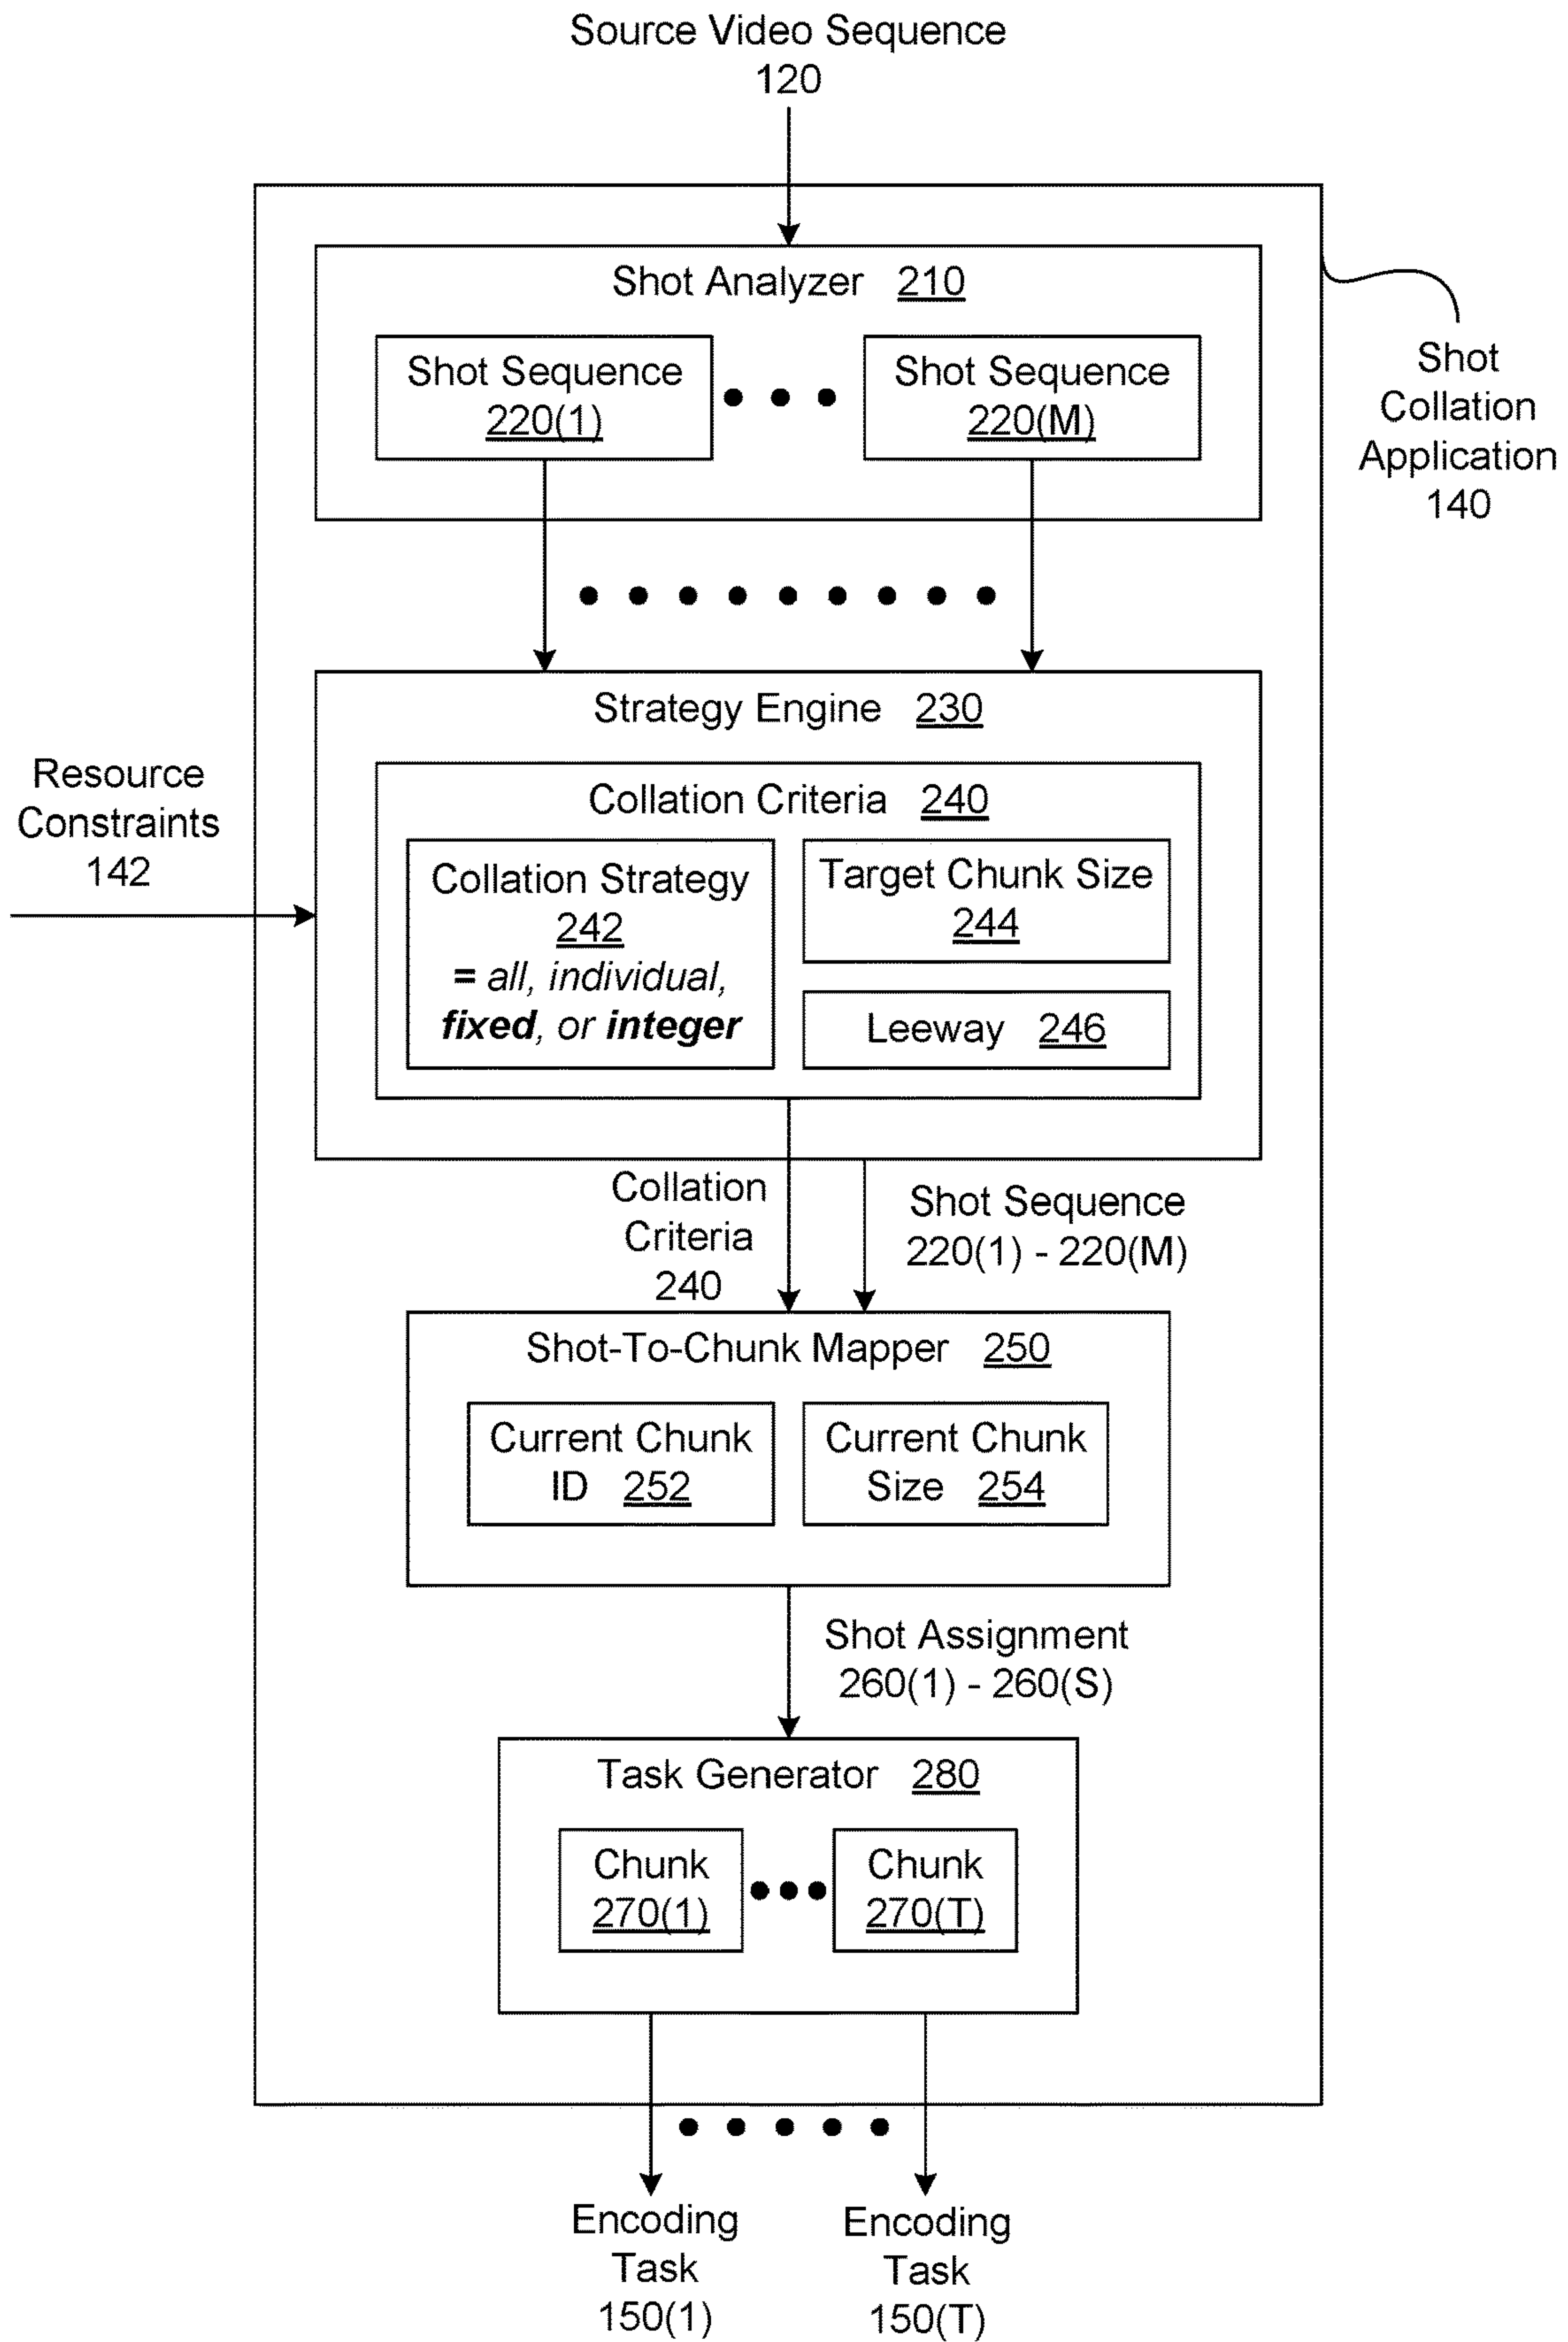 Source Video Sequence
120
Shot Analyzer 210
Shot Sequence
220(1)
Shot Sequence
220(M)
Shot
Collation
Application
140
Strategy Engine 230
Resource
Constraints
142
Collation Criteria 240
Collation Strategy
242
= all, individual,
fixed, or integer
Target Chunk Size
244
Leeway 246
Collation
Criteria
240
Shot Sequence
220(1) - 220(M)
Shot-To-Chunk Mapper 250
Current Chunk
ID 252
Current Chunk
Size 254
Shot Assignment
260(1) - 260(S)
Task Generator 280
Chunk
270(1)
Chunk
270(T)
Encoding
Task
150(1)
Encoding
Task
150(T)